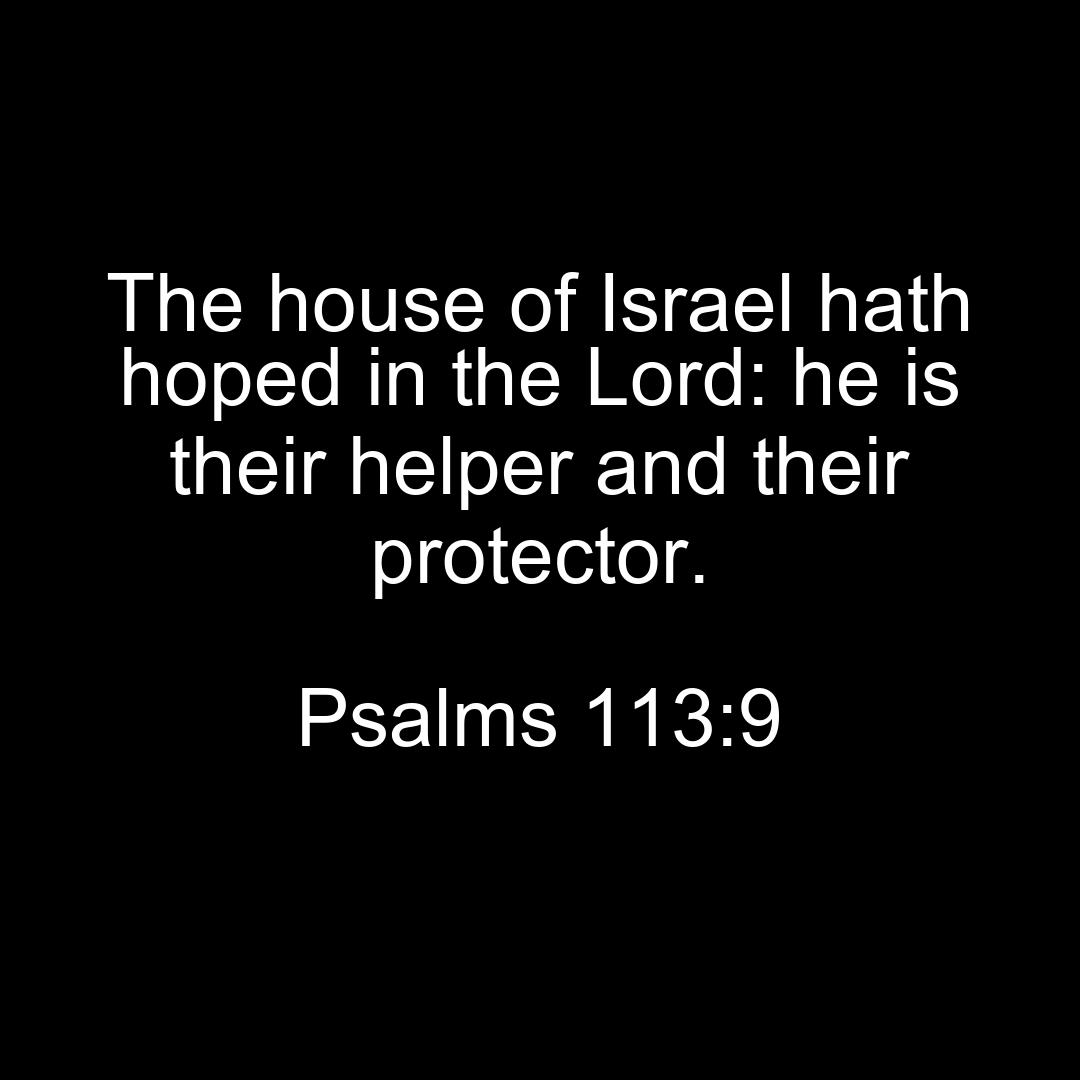 The house of Israel hath
hoped in the Lord: he is
their helper and their
protector.
Psalms 113:9